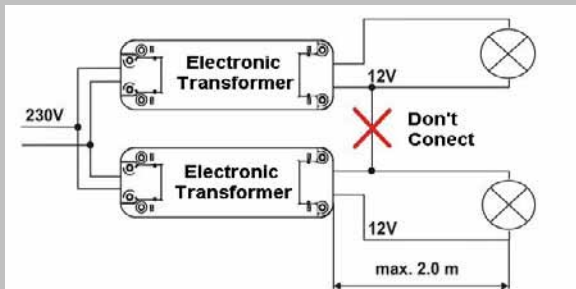 Electronic
Transformer
12V
230V
Don't
Conect
Electronic
Transformer
12V
max. 2.0 m